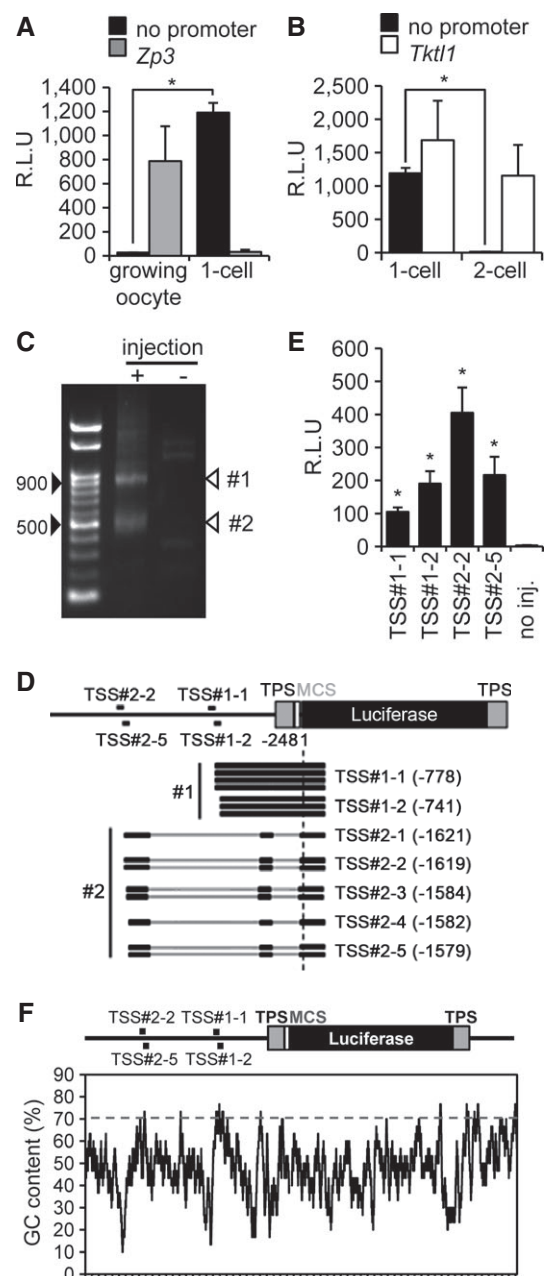 A
no promoter
Zp3
*
1,400
1,200
1,000
800
600
400
200
0
R.L.U
growing oocyte
1-cell
B
no promoter
Tktl1
*
2,500
2,000
1,500
1,000
500
0
R.L.U
1-cell
2-cell
C
injection
+ -
900
500
#1
#2
E
600
500
400
300
200
100
0
R.L.U
* * * *
TSS#1-1
TSS#1-2
TSS#2-2
TSS#2-5
no inj.
D
TSS#2-2 TSS#1-1 TPS MCS TPS
Luciferase
TSS#2-5 TSS#1-2 -2481
#1
TSS#1-1 (-778)
TSS#1-2 (-741)
#2
TSS#2-1 (-1621)
TSS#2-2 (-1619)
TSS#2-3 (-1584)
TSS#2-4 (-1582)
TSS#2-5 (-1579)
F
TSS#2-2 TSS#1-1 TPS MCS TPS
Luciferase
TSS#2-5 TSS#1-2
90
80
70
60
50
40
30
20
10
0
GC content (%)